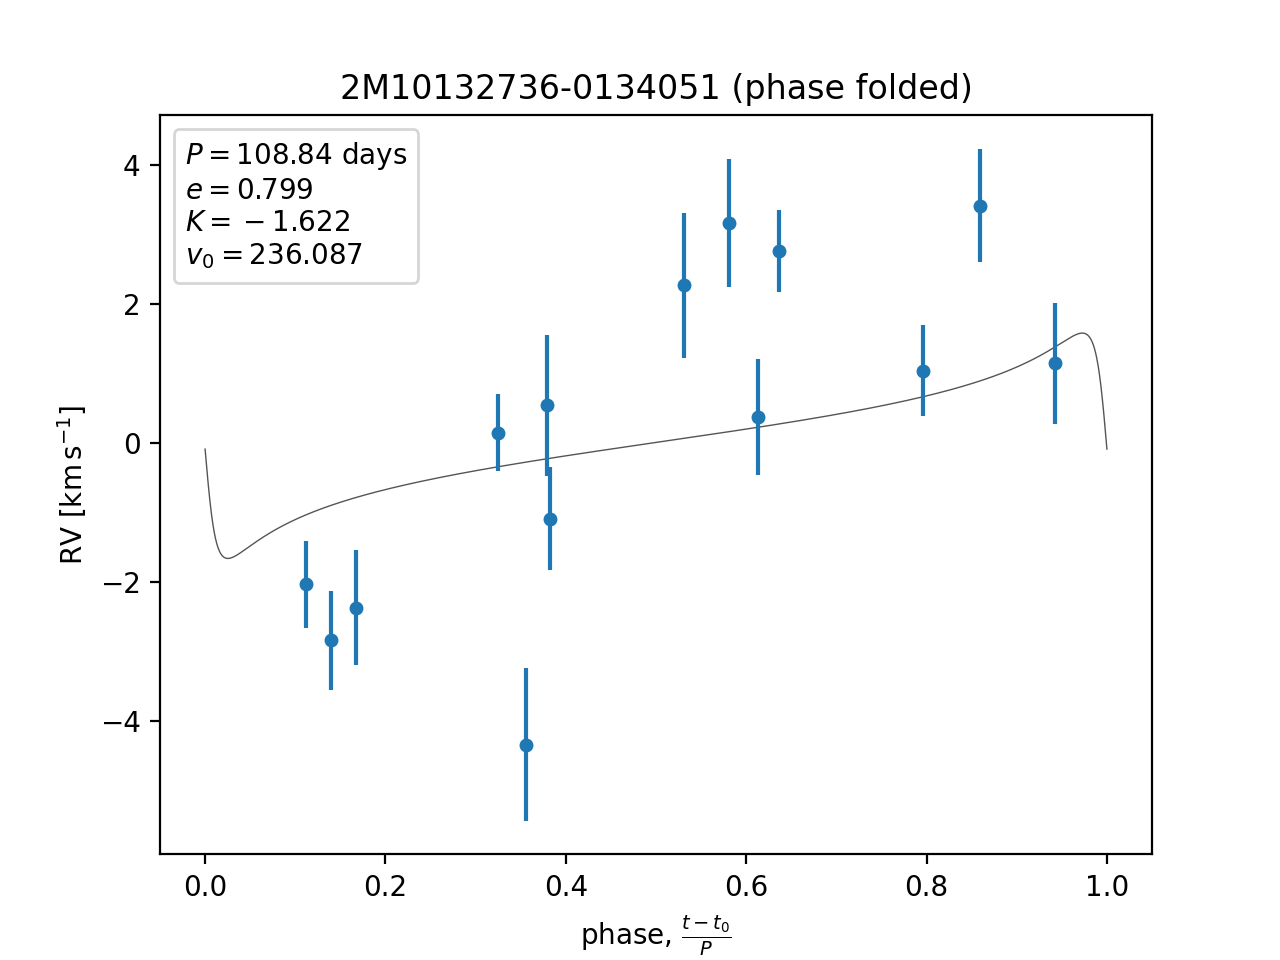 2M10132736-0134051 (phase folded)
P = 108.84 days
e = 0.799
K = −1.622
v₀ = 236.087
RV [km s⁻¹]
4
2
0
−2
−4
0.0 0.2 0.4 0.6 0.8 1.0
phase, (t − t₀)/P